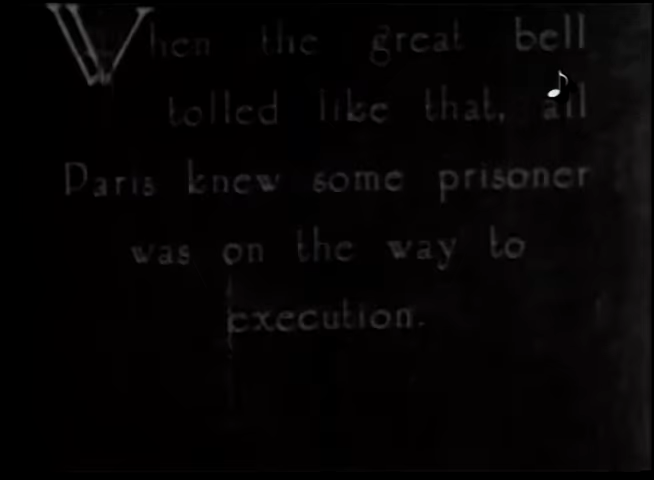 When the great bell
tolled like that, all
Paris knew some prisoner
was on the way to
execution.